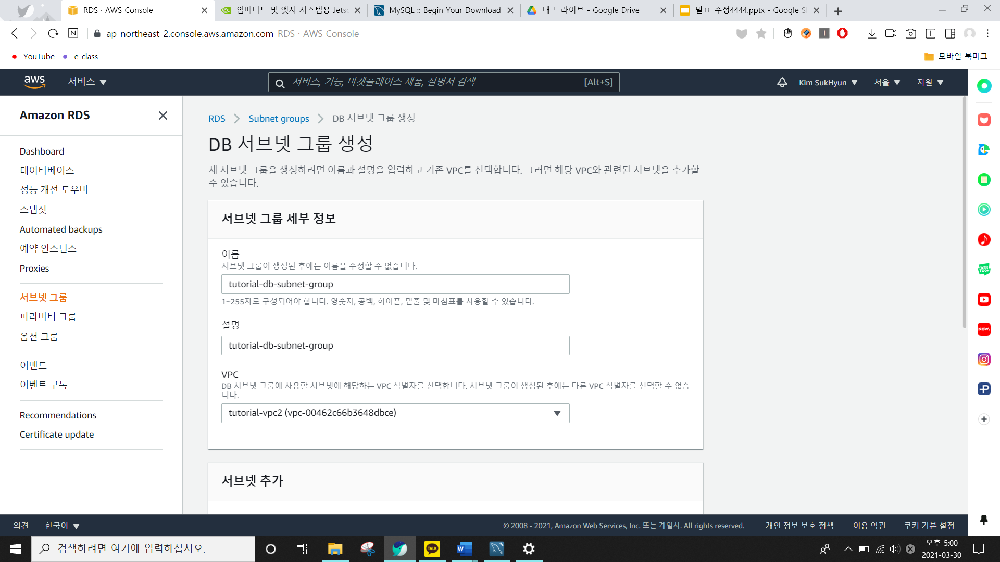 RDS · AWS Console
임베디드 및 엣지 시스템용 Jets
MySQL :: Begin Your Download
내 드라이브 - Google Drive
발표_수정4444.pptx - Google S
ap-northeast-2.console.aws.amazon.com RDS · AWS Console
YouTube
e-class
모바일 북마크
aws
서비스
서비스, 기능, 마켓플레이스 제품, 설명서 검색
[Alt+S]
Kim SukHyun
서울
지원
Amazon RDS
Dashboard
데이터베이스
성능 개선 도우미
스냅샷
Automated backups
예약 인스턴스
Proxies
서브넷 그룹
파라미터 그룹
옵션 그룹
이벤트
이벤트 구독
Recommendations
Certificate update
RDS
Subnet groups
DB 서브넷 그룹 생성
DB 서브넷 그룹 생성
새 서브넷 그룹을 생성하려면 이름과 설명을 입력하고 기존 VPC를 선택합니다. 그러면 해당 VPC와 관련된 서브넷을 추가할
수 있습니다.
서브넷 그룹 세부 정보
이름
서브넷 그룹이 생성된 후에는 이름을 수정할 수 없습니다.
tutorial-db-subnet-group
1~255자로 구성되어야 합니다. 영숫자, 공백, 하이픈, 밑줄 및 마침표를 사용할 수 있습니다.
설명
tutorial-db-subnet-group
VPC
DB 서브넷 그룹에 사용할 서브넷에 해당하는 VPC 식별자를 선택합니다. 서브넷 그룹이 생성된 후에는 다른 VPC 식별자를 선택할 수 없습
니다.
tutorial-vpc2 (vpc-00462c66b3648dbce)
서브넷 추가
WEB
TOON
NOW.
의견
한국어
© 2008 - 2021, Amazon Web Services, Inc. 또는 계열사. All rights reserved.
개인 정보 보호 정책
이용 약관
쿠키 기본 설정
검색하려면 여기에 입력하십시오.
TALK
오후 5:00
2021-03-30